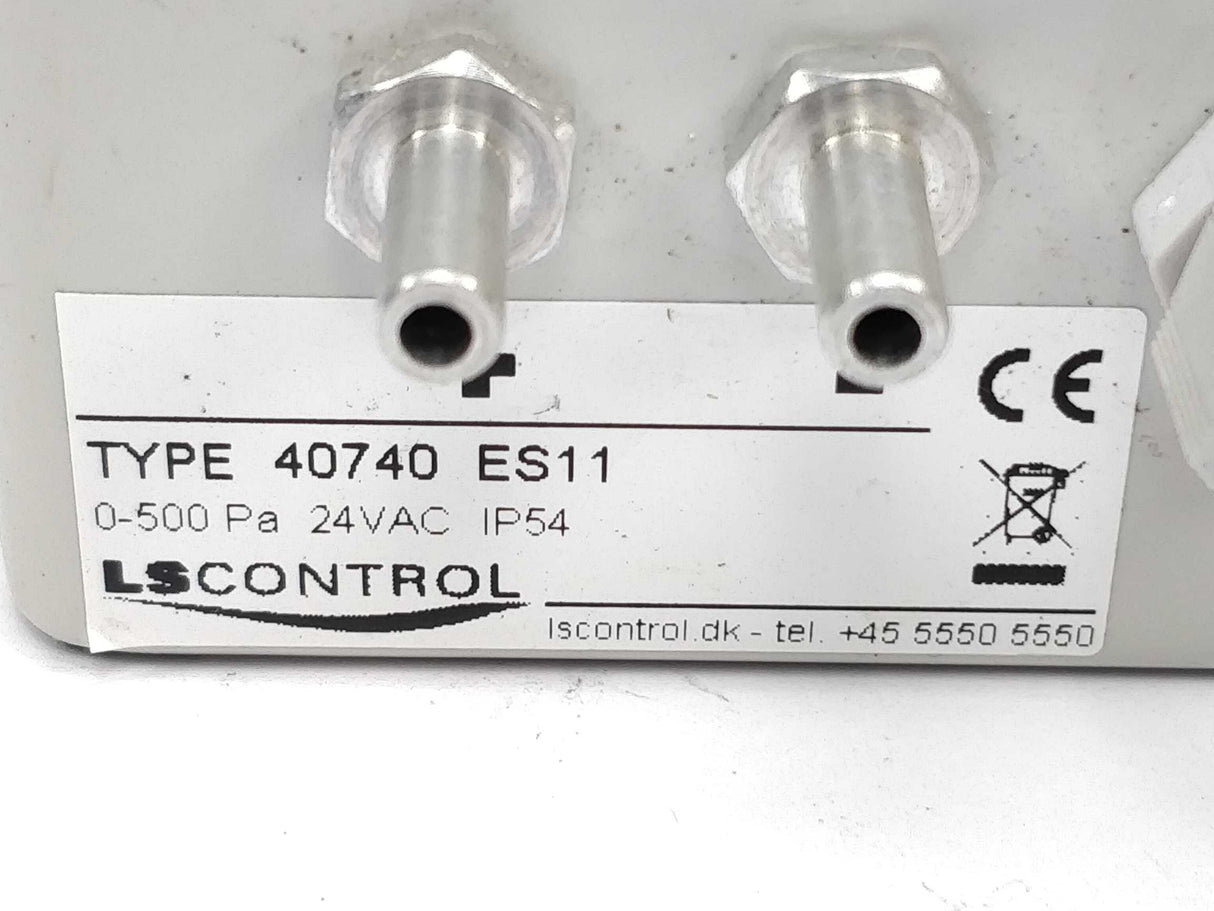 + -
CE
TYPE 40740 ES11
0-500 Pa 24VAC IP54
LSCONTROL
lscontrol.dk - tel. +45 5550 5550